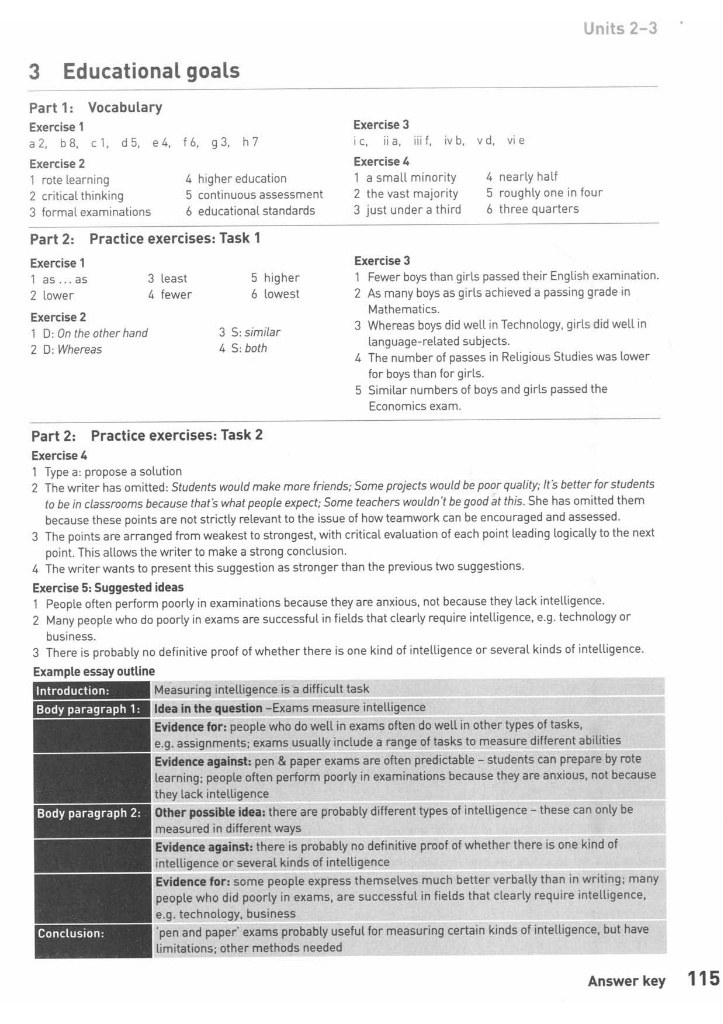 Units 2–3
3 Educational goals
Part 1: Vocabulary
Exercise 1
a 2, b 8, c 1, d 5, e 4, f 6, g 3, h 7
Exercise 2
1 rote learning
2 critical thinking
3 formal examinations
4 higher education
5 continuous assessment
6 educational standards
Exercise 3
i c, ii a, iii f, iv b, v d, vi e
Exercise 4
1 a small minority
2 the vast majority
3 just under a third
4 nearly half
5 roughly one in four
6 three quarters
Part 2: Practice exercises: Task 1
Exercise 1
1 as ... as
2 lower
3 least
4 fewer
5 higher
6 lowest
Exercise 2
1 D: On the other hand
2 D: Whereas
3 S: similar
4 S: both
Exercise 3
1 Fewer boys than girls passed their English examination.
2 As many boys as girls achieved a passing grade in
Mathematics.
3 Whereas boys did well in Technology, girls did well in
language-related subjects.
4 The number of passes in Religious Studies was lower
for boys than for girls.
5 Similar numbers of boys and girls passed the
Economics exam.
Part 2: Practice exercises: Task 2
Exercise 4
1 Type a: propose a solution
2 The writer has omitted: Students would make more friends; Some projects would be poor quality; It's better for students
to be in classrooms because that's what people expect; Some teachers wouldn't be good at this. She has omitted them
because these points are not strictly relevant to the issue of how teamwork can be encouraged and assessed.
3 The points are arranged from weakest to strongest, with critical evaluation of each point leading logically to the next
point. This allows the writer to make a strong conclusion.
4 The writer wants to present this suggestion as stronger than the previous two suggestions.
Exercise 5: Suggested ideas
1 People often perform poorly in examinations because they are anxious, not because they lack intelligence.
2 Many people who do poorly in exams are successful in fields that clearly require intelligence, e.g. technology or
business.
3 There is probably no definitive proof of whether there is one kind of intelligence or several kinds of intelligence.
Example essay outline
Introduction: Measuring intelligence is a difficult task
Body paragraph 1: Idea in the question –Exams measure intelligence
Evidence for: people who do well in exams often do well in other types of tasks,
e.g. assignments; exams usually include a range of tasks to measure different abilities
Evidence against: pen & paper exams are often predictable – students can prepare by rote
learning; people often perform poorly in examinations because they are anxious, not because
they lack intelligence
Body paragraph 2: Other possible idea: there are probably different types of intelligence – these can only be
measured in different ways
Evidence against: there is probably no definitive proof of whether there is one kind of
intelligence or several kinds of intelligence
Evidence for: some people express themselves much better verbally than in writing; many
people who did poorly in exams, are successful in fields that clearly require intelligence,
e.g. technology, business
Conclusion: 'pen and paper' exams probably useful for measuring certain kinds of intelligence, but have
limitations; other methods needed
Answer key 115